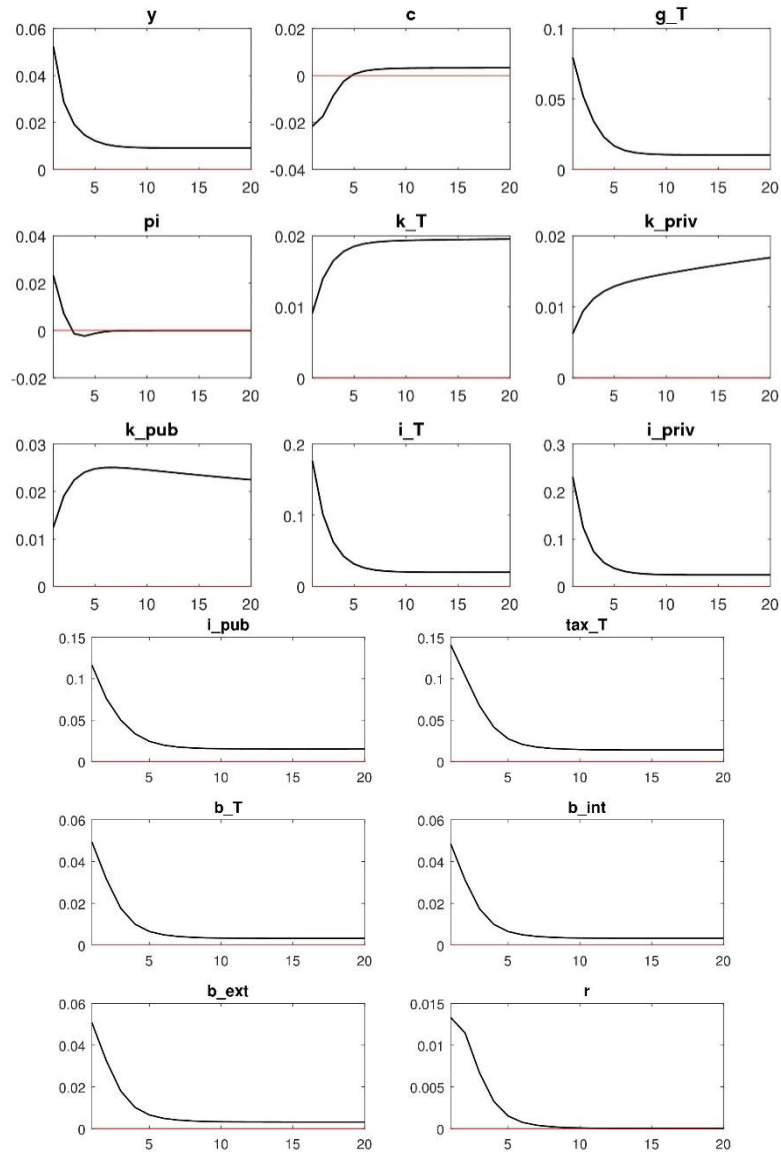 y c g_T
0.06 0.02 0.1
0.04 0
0.02 -0.02 0.05
0 -0.04 0
5 10 15 20 5 10 15 20 5 10 15 20
pi k_T k_priv
0.04 0.02 0.02
0.02
0 0.01 0.01
-0.02 0 0
5 10 15 20 5 10 15 20 5 10 15 20
k_pub i_T i_priv
0.03 0.2 0.3
0.02 0.2
0.1
0.01 0.1
0 0 0
5 10 15 20 5 10 15 20 5 10 15 20
i_pub tax_T
0.15 0.15
0.1 0.1
0.05 0.05
0 0
5 10 15 20 5 10 15 20
b_T b_int
0.06 0.06
0.04 0.04
0.02 0.02
0 0
5 10 15 20 5 10 15 20
b_ext r
0.06 0.015
0.04 0.01
0.02 0.005
0 0
5 10 15 20 5 10 15 20